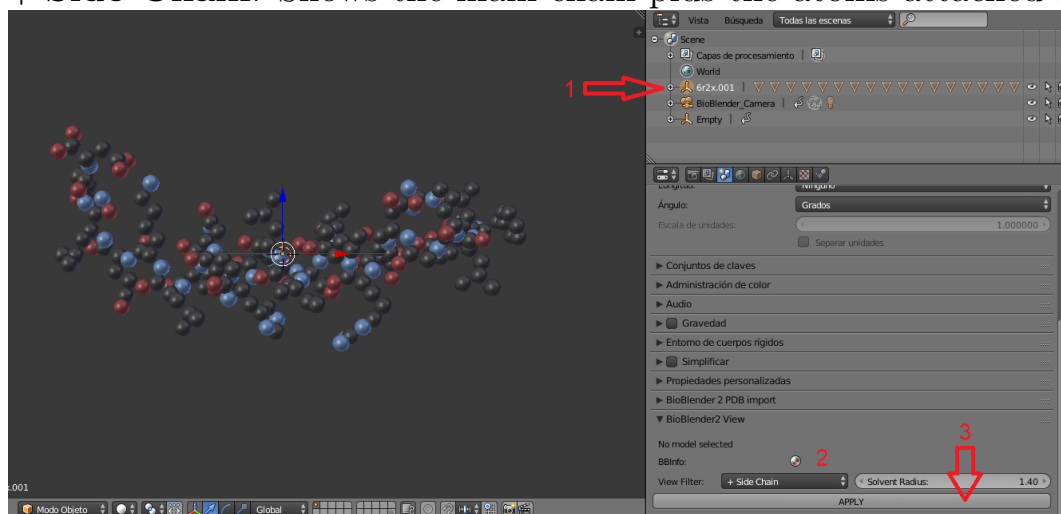 + Side Chain: Shows the main chain plus the atoms attached
Vista Búsqueda Todas las escenas
Scene
Capas de procesamiento
World
1 6r2x.001
BioBlender_Camera
Empty
Ángulo: Grados
Escala de unidades: 1.000000
Separar unidades
Conjuntos de claves
Administración de color
Audio
Gravedad
Entorno de cuerpos rígidos
Simplificar
Propiedades personalizadas
BioBlender 2 PDB import
BioBlender2 View
No model selected
3
BBInfo: 2
View Filter: + Side Chain Solvent Radius: 1.40
APPLY
.001
Modo Objeto Global